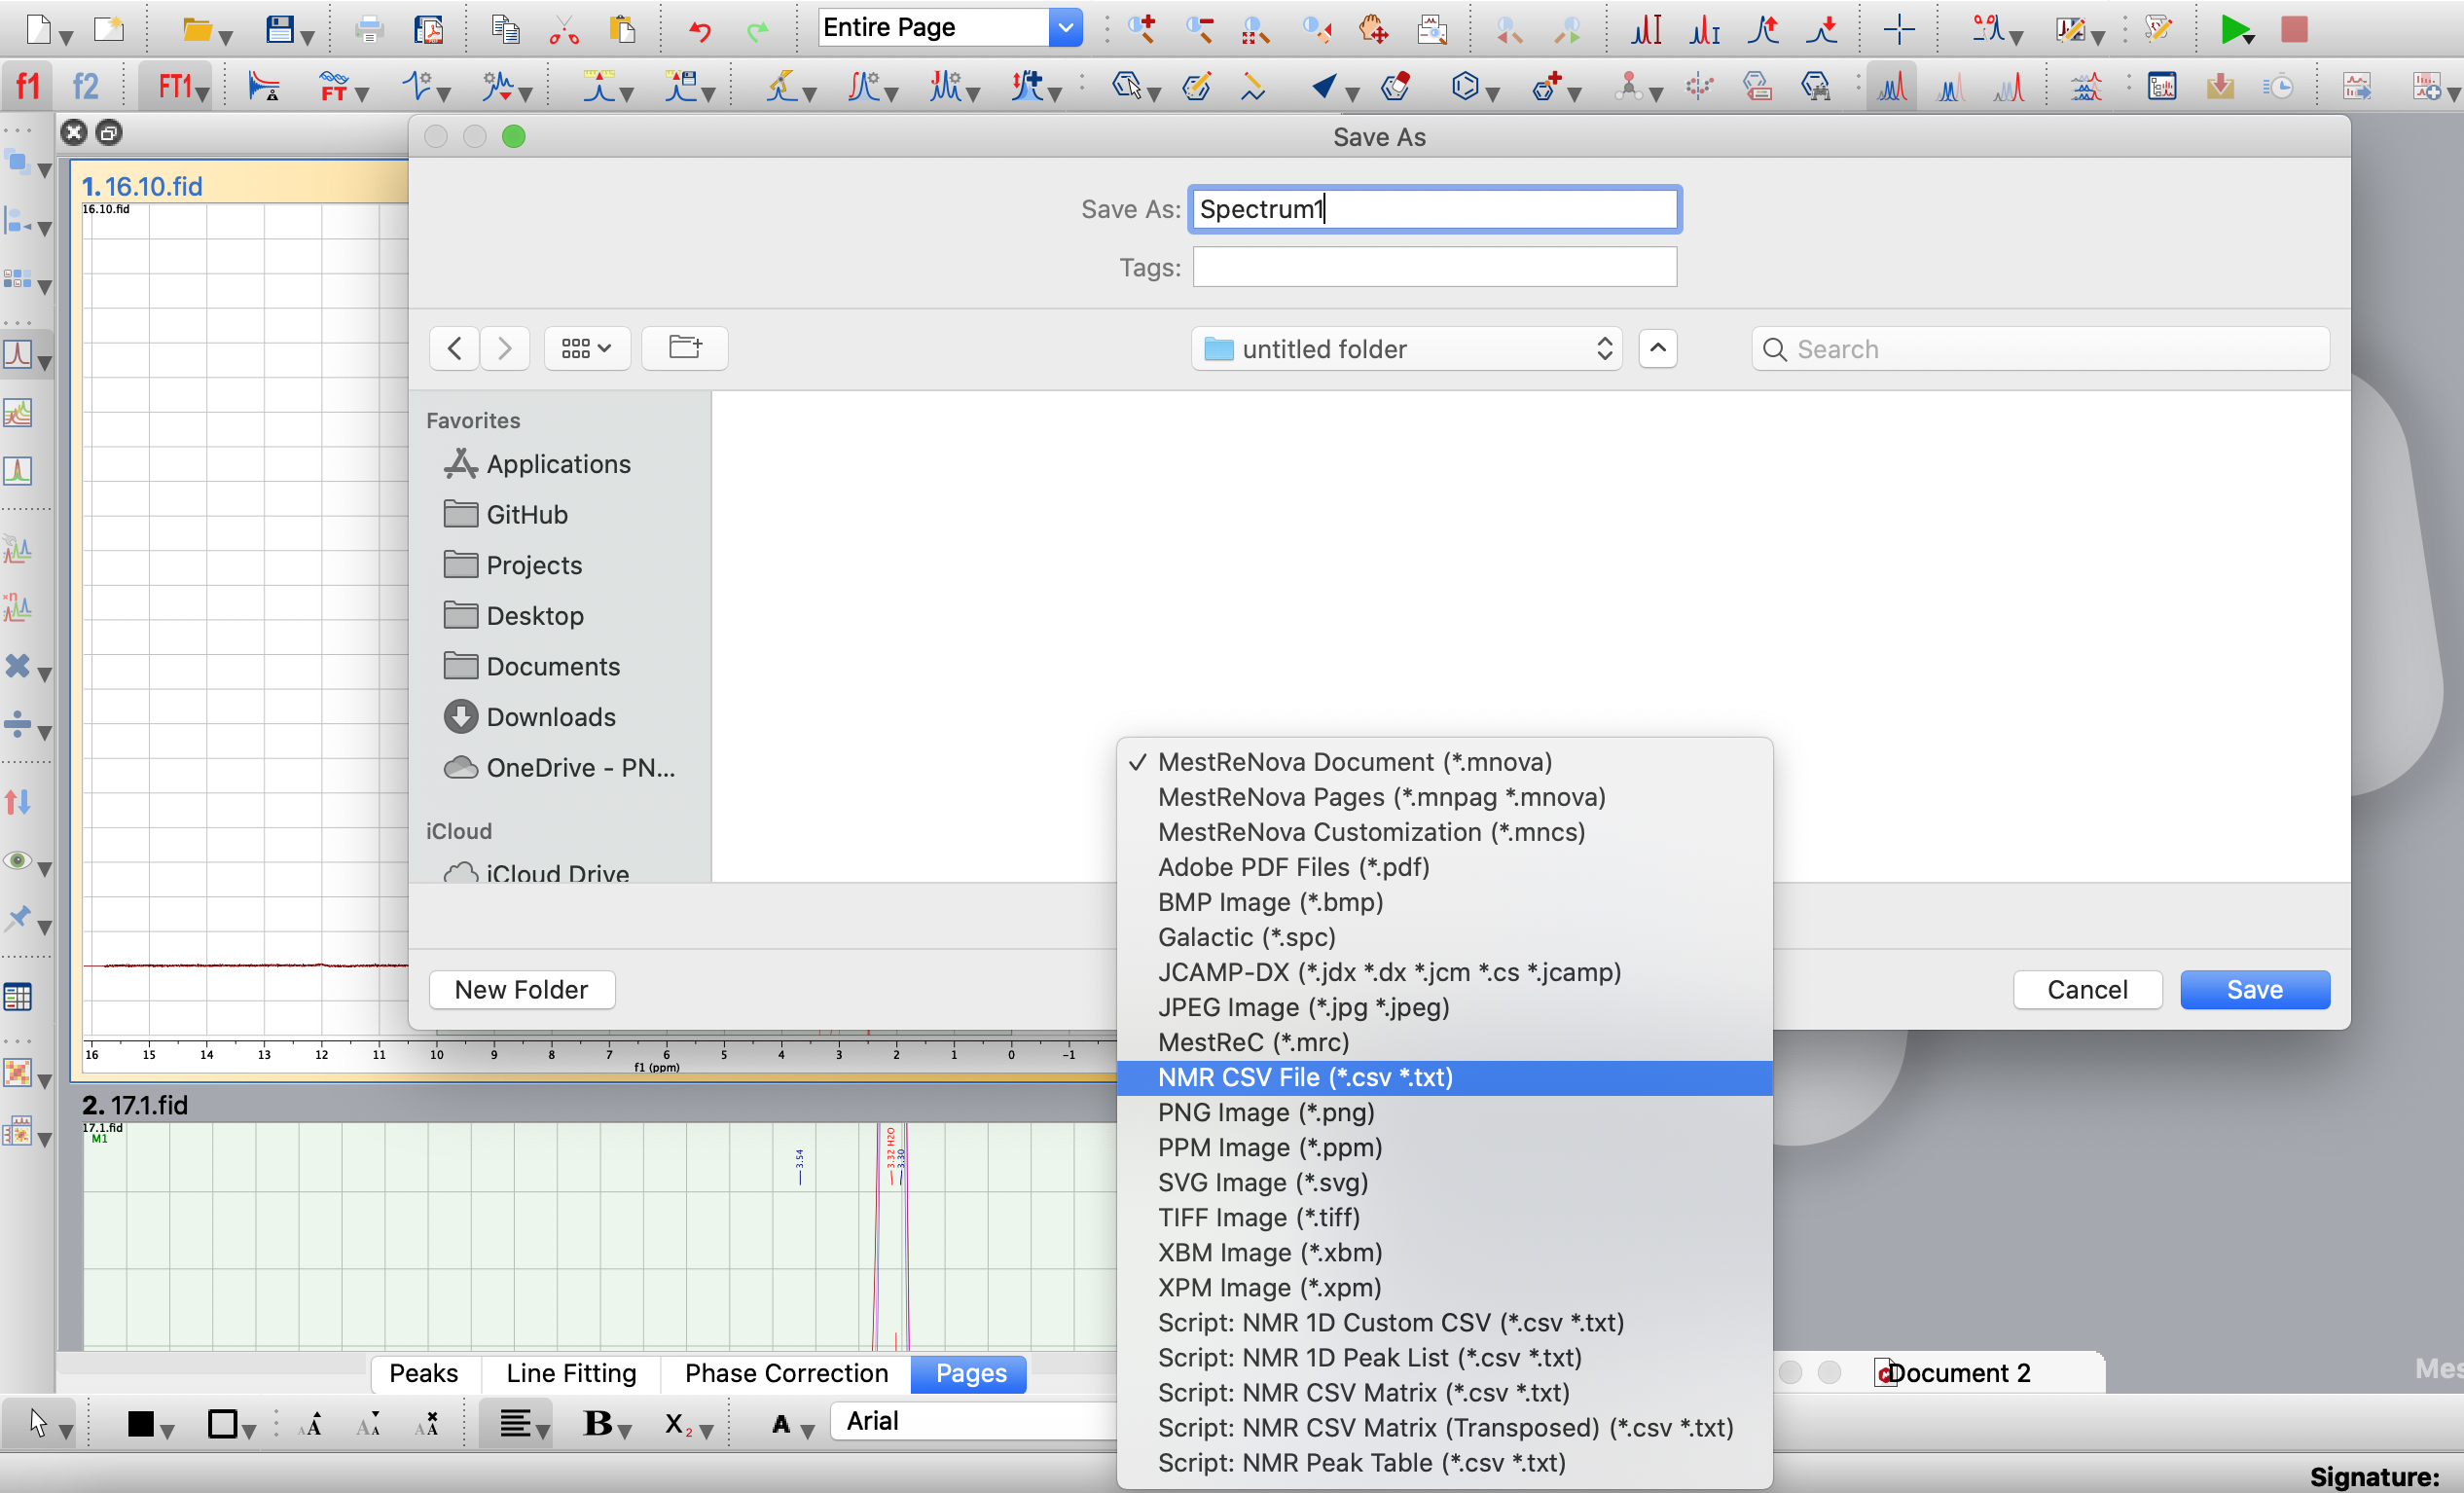 Entire Page
f1
f2
FT1
FT
Save As
1. 16.10.fid
16.10.fid
Save As: Spectrum1
Tags:
untitled folder
Search
Favorites
Applications
GitHub
Projects
Desktop
Documents
Downloads
OneDrive - PN...
iCloud
iCloud Drive
MestReNova Document (*.mnova)
MestReNova Pages (*.mnpag *.mnova)
MestReNova Customization (*.mncs)
Adobe PDF Files (*.pdf)
BMP Image (*.bmp)
Galactic (*.spc)
JCAMP-DX (*.jdx *.dx *.jcm *.cs *.jcamp)
JPEG Image (*.jpg *.jpeg)
MestReC (*.mrc)
NMR CSV File (*.csv *.txt)
PNG Image (*.png)
PPM Image (*.ppm)
SVG Image (*.svg)
TIFF Image (*.tiff)
XBM Image (*.xbm)
XPM Image (*.xpm)
Script: NMR 1D Custom CSV (*.csv *.txt)
Script: NMR 1D Peak List (*.csv *.txt)
Script: NMR CSV Matrix (*.csv *.txt)
Script: NMR CSV Matrix (Transposed) (*.csv *.txt)
Script: NMR Peak Table (*.csv *.txt)
New Folder
Cancel
Save
16 15 14 13 12 11 10 9 8 7 6 5 4 3 2 1 0 -1
f1 (ppm)
2. 17.1.fid
17.1.fid
M1
3.54
3.32 H2O
3.30
Peaks
Line Fitting
Phase Correction
Pages
Document 2
Mes
Arial
Signature: